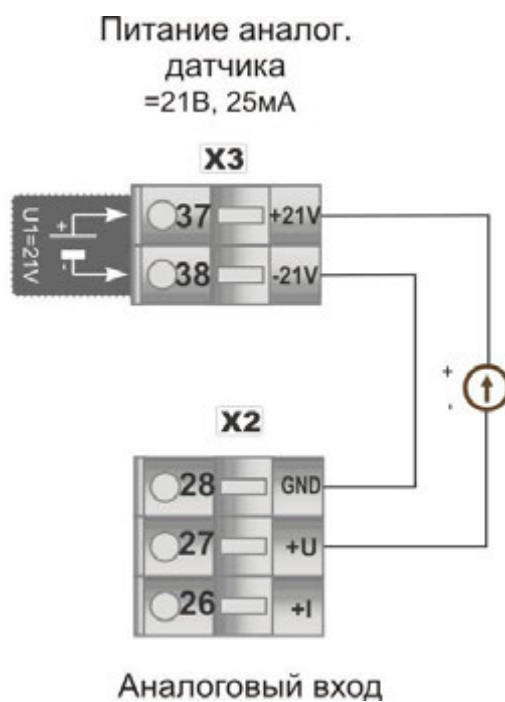 Питание аналог.
датчика
=21В, 25мА
X3
U1=21V
+
-
37 +21V
38 -21V
+
-
X2
28 GND
27 +U
26 +I
Аналоговый вход